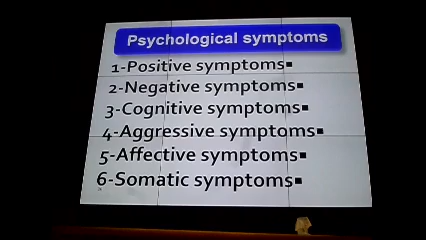 Psychological symptoms
1-Positive symptoms▪
2-Negative symptoms▪
3-Cognitive symptoms▪
4-Aggressive symptoms▪
5-Affective symptoms▪
6-Somatic symptoms▪